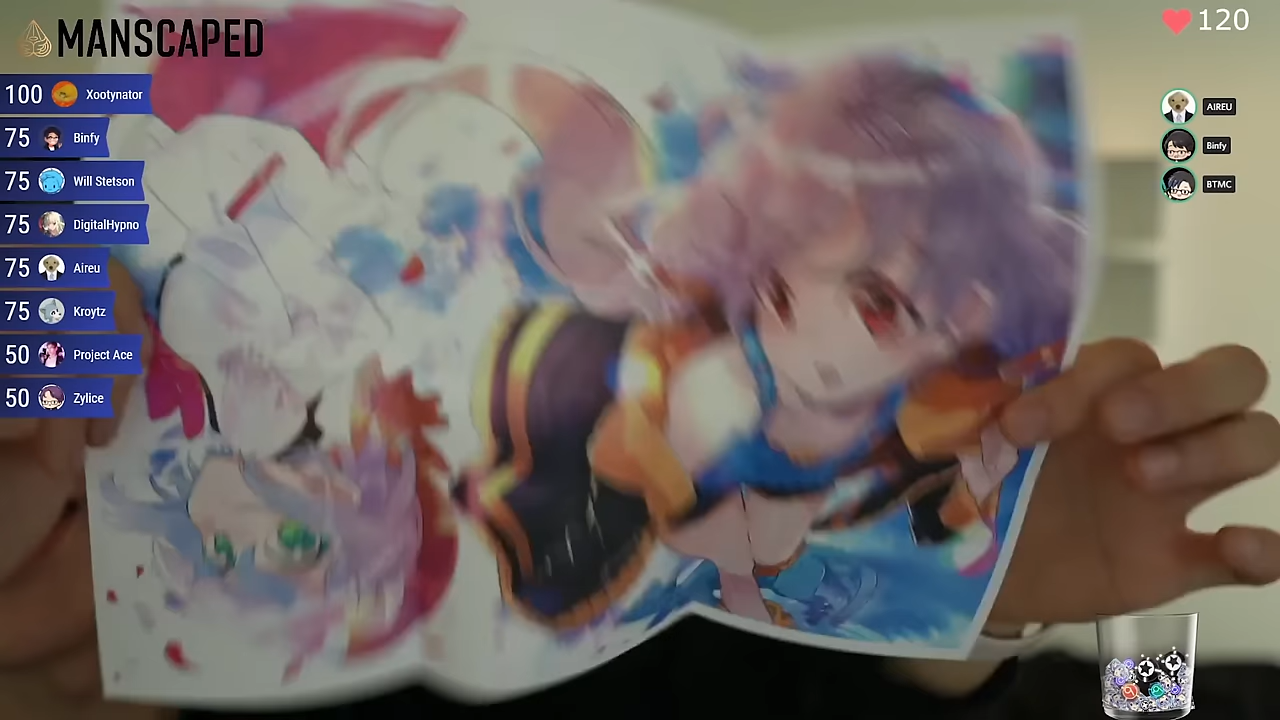 MANSCAPED
120
100 Xootynator
75 Binfy
75 Will Stetson
75 DigitalHypno
75 Aireu
75 Kroytz
50 Project Ace
50 Zylice
AIREU
Binfy
BTMC